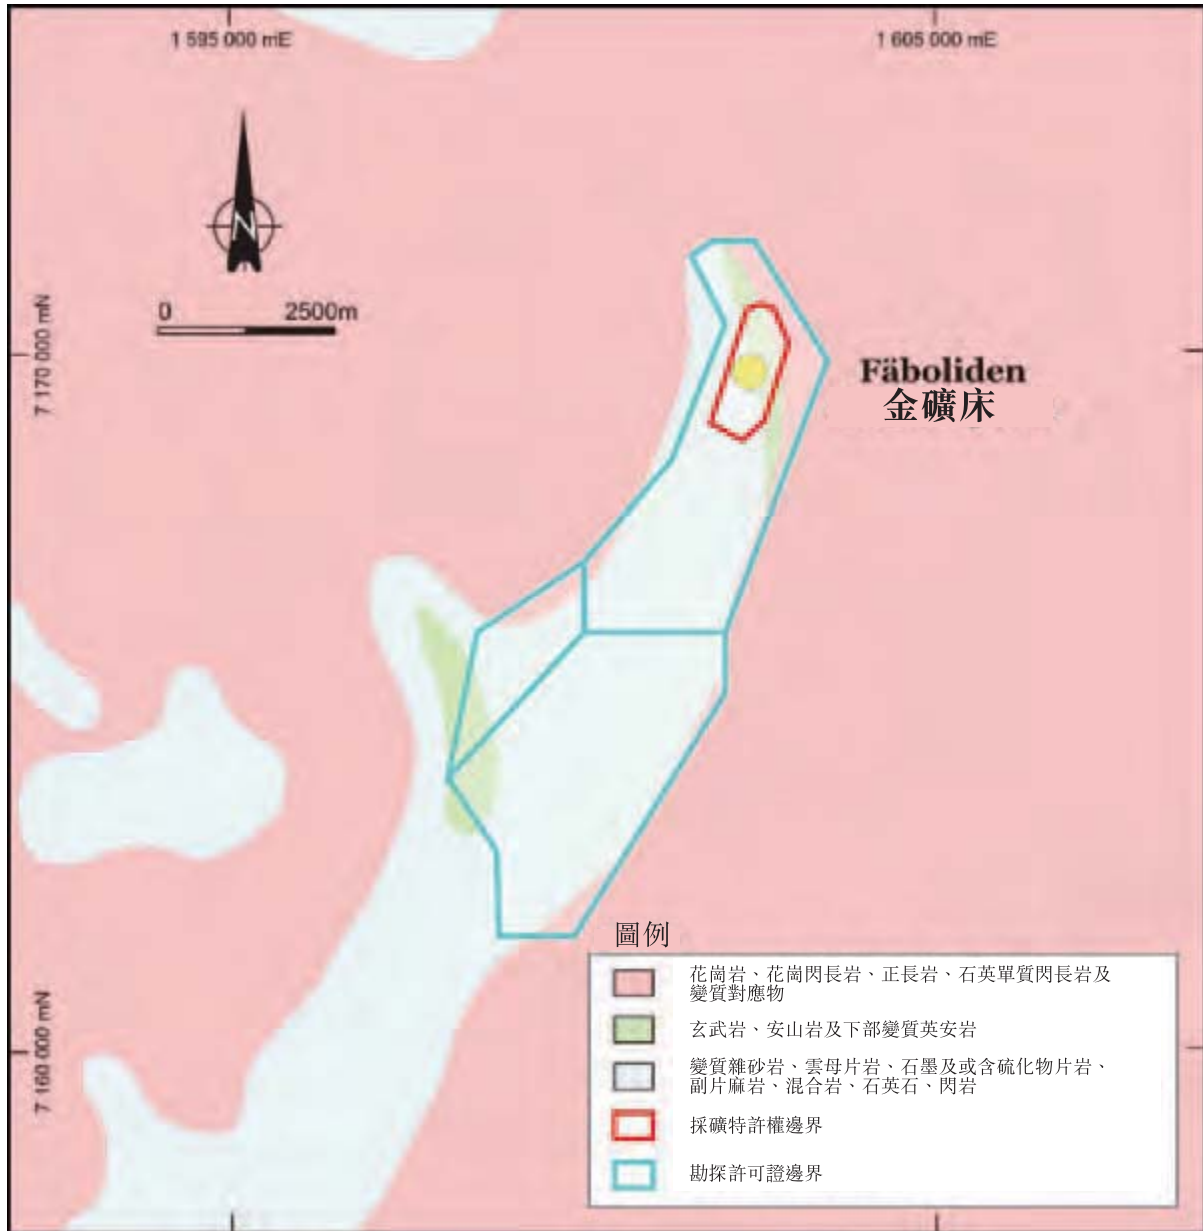 1 595 000 mE
1 605 000 mE
N
0 2500m
7 170 000 mN
Fäboliden
金礦床
7 160 000 mN
圖例
花崗岩、花崗閃長岩、正長岩、石英單質閃長岩及
變質對應物
玄武岩、安山岩及下部變質英安岩
變質雜砂岩、雲母片岩、石墨及或含硫化物片岩、
副片麻岩、混合岩、石英石、閃岩
採礦特許權邊界
勘探許可證邊界